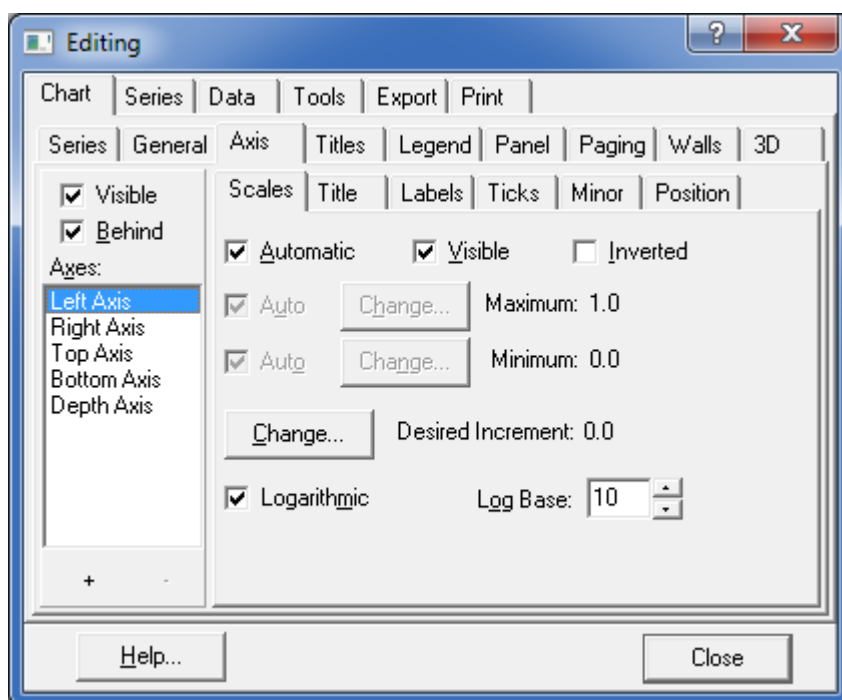 Editing
Chart Series Data Tools Export Print
Series General Axis Titles Legend Panel Paging Walls 3D
Visible
Behind
Axes:
Left Axis
Right Axis
Top Axis
Bottom Axis
Depth Axis
+ -
Scales Title Labels Ticks Minor Position
Automatic Visible Inverted
Auto Change... Maximum: 1.0
Auto Change... Minimum: 0.0
Change... Desired Increment: 0.0
Logarithmic Log Base: 10
Help... Close